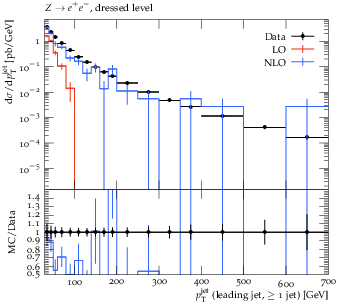 Z → e⁺e⁻, dressed level
dσ/dp_T^jet [pb/GeV]
Data
LO
NLO
1
10⁻¹
10⁻²
10⁻³
10⁻⁴
10⁻⁵
MC/Data
1.4
1.3
1.2
1.1
1
0.9
0.8
0.7
0.6
0.5
100 200 300 400 500 600 700
p_T^jet (leading jet, ≥ 1 jet) [GeV]